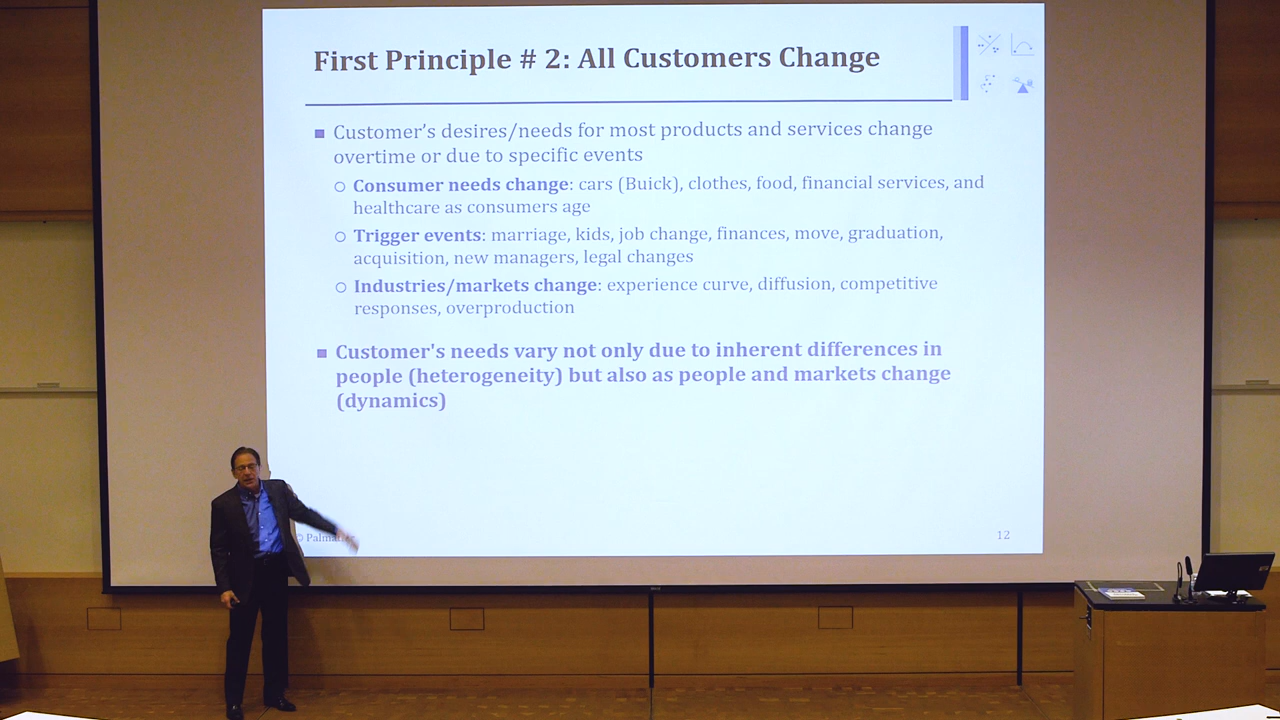 First Principle # 2: All Customers Change
Customer’s desires/needs for most products and services change
overtime or due to specific events
Consumer needs change: cars (Buick), clothes, food, financial services, and
healthcare as consumers age
Trigger events: marriage, kids, job change, finances, move, graduation,
acquisition, new managers, legal changes
Industries/markets change: experience curve, diffusion, competitive
responses, overproduction
Customer's needs vary not only due to inherent differences in
people (heterogeneity) but also as people and markets change
(dynamics)
©
12